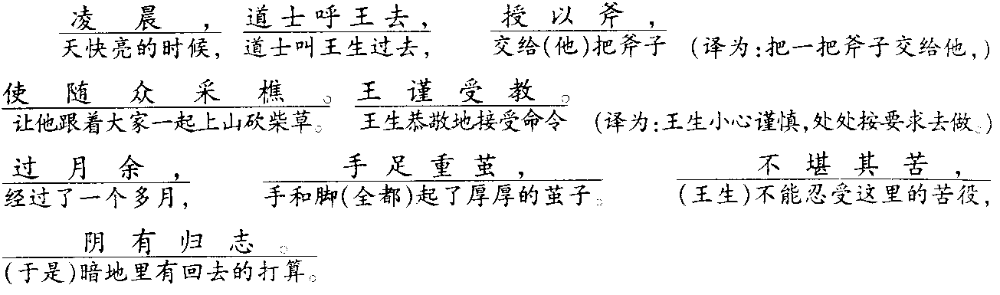 凌晨，道士呼王去，授以斧，
天快亮的时候，道士叫王生过去，交给(他)把斧子(译为：把一把斧子交给他，)
使随众采樵。王谨受教。
让他跟着大家一起上山砍柴草。王生恭敬地接受命令(译为：王生小心谨慎，处处按要求去做。)
过月余，手足重茧，不堪其苦，
经过了一个多月，手和脚(全都)起了厚厚的茧子。(王生)不能忍受这里的苦役，
阴有归志。
(于是)暗地里有回去的打算。